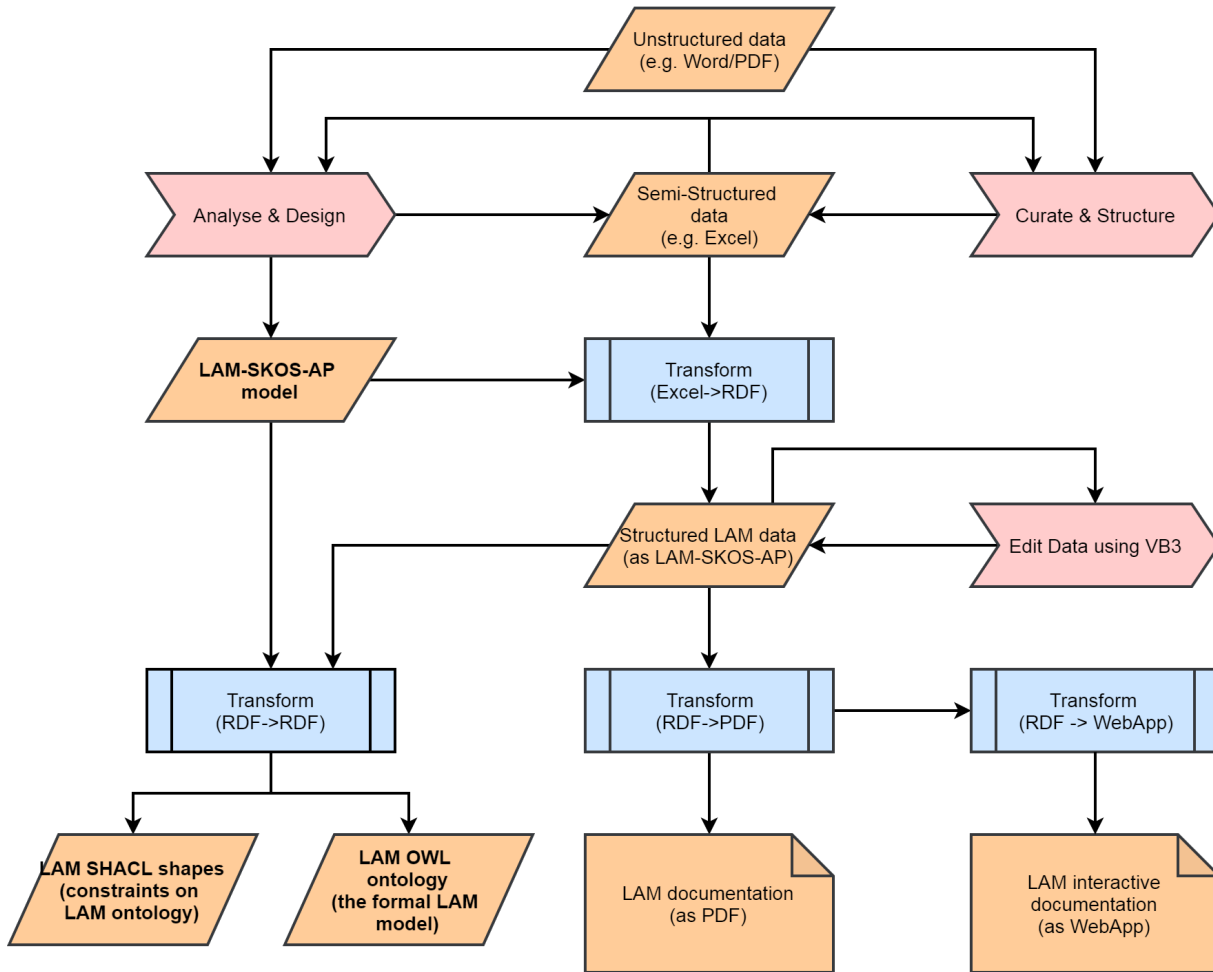 Unstructured data
(e.g. Word/PDF)
Analyse & Design
Semi-Structured
data
(e.g. Excel)
Curate & Structure
LAM-SKOS-AP
model
Transform
(Excel->RDF)
Structured LAM data
(as LAM-SKOS-AP)
Edit Data using VB3
Transform
(RDF->RDF)
Transform
(RDF->PDF)
Transform
(RDF -> WebApp)
LAM SHACL shapes
(constraints on
LAM ontology)
LAM OWL
ontology
(the formal LAM
model)
LAM documentation
(as PDF)
LAM interactive
documentation
(as WebApp)